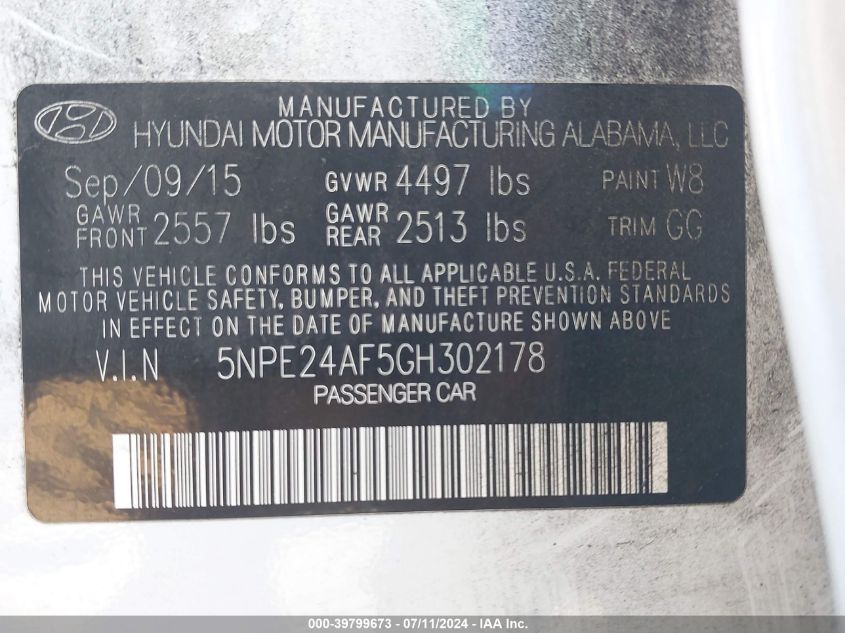 MANUFACTURED BY
HYUNDAI MOTOR MANUFACTURING ALABAMA, LLC
Sep/09/15 GVWR 4497 lbs PAINT W8
GAWR FRONT 2557 lbs GAWR REAR 2513 lbs TRIM GG
THIS VEHICLE CONFORMS TO ALL APPLICABLE U.S.A. FEDERAL
MOTOR VEHICLE SAFETY, BUMPER, AND THEFT PREVENTION STANDARDS
IN EFFECT ON THE DATE OF MANUFACTURE SHOWN ABOVE
V.I.N 5NPE24AF5GH302178
PASSENGER CAR
000-39799673 - 07/11/2024 - IAA Inc.